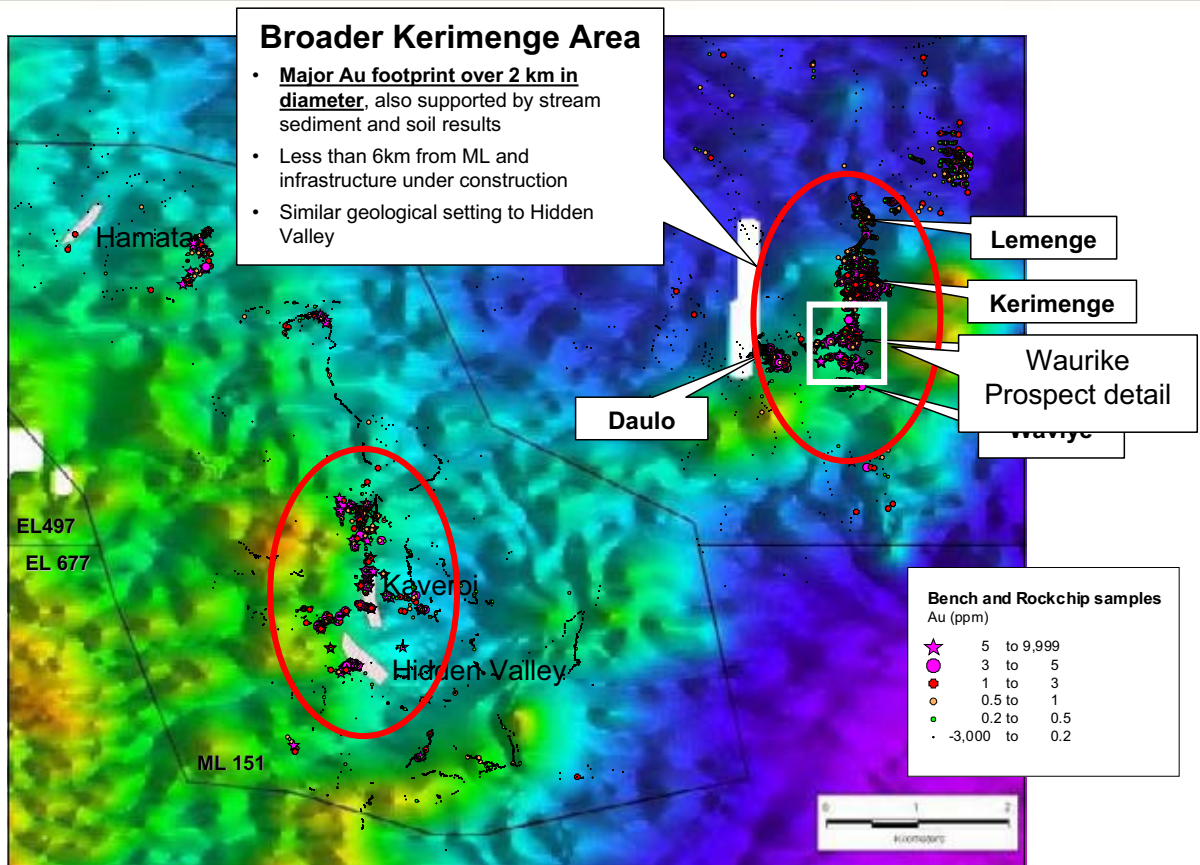 Broader Kerimenge Area
• Major Au footprint over 2 km in
diameter, also supported by stream
sediment and soil results
• Less than 6km from ML and
infrastructure under construction
• Similar geological setting to Hidden
Valley
Hamata
Lemenge
Kerimenge
Waurike
Prospect detail
Daulo
EL497
EL 677
Kaveroi
Hidden Valley
ML 151
Bench and Rockchip samples
Au (ppm)
5 to 9,999
3 to 5
1 to 3
0.5 to 1
0.2 to 0.5
-3,000 to 0.2
0 1 2
Kilometers